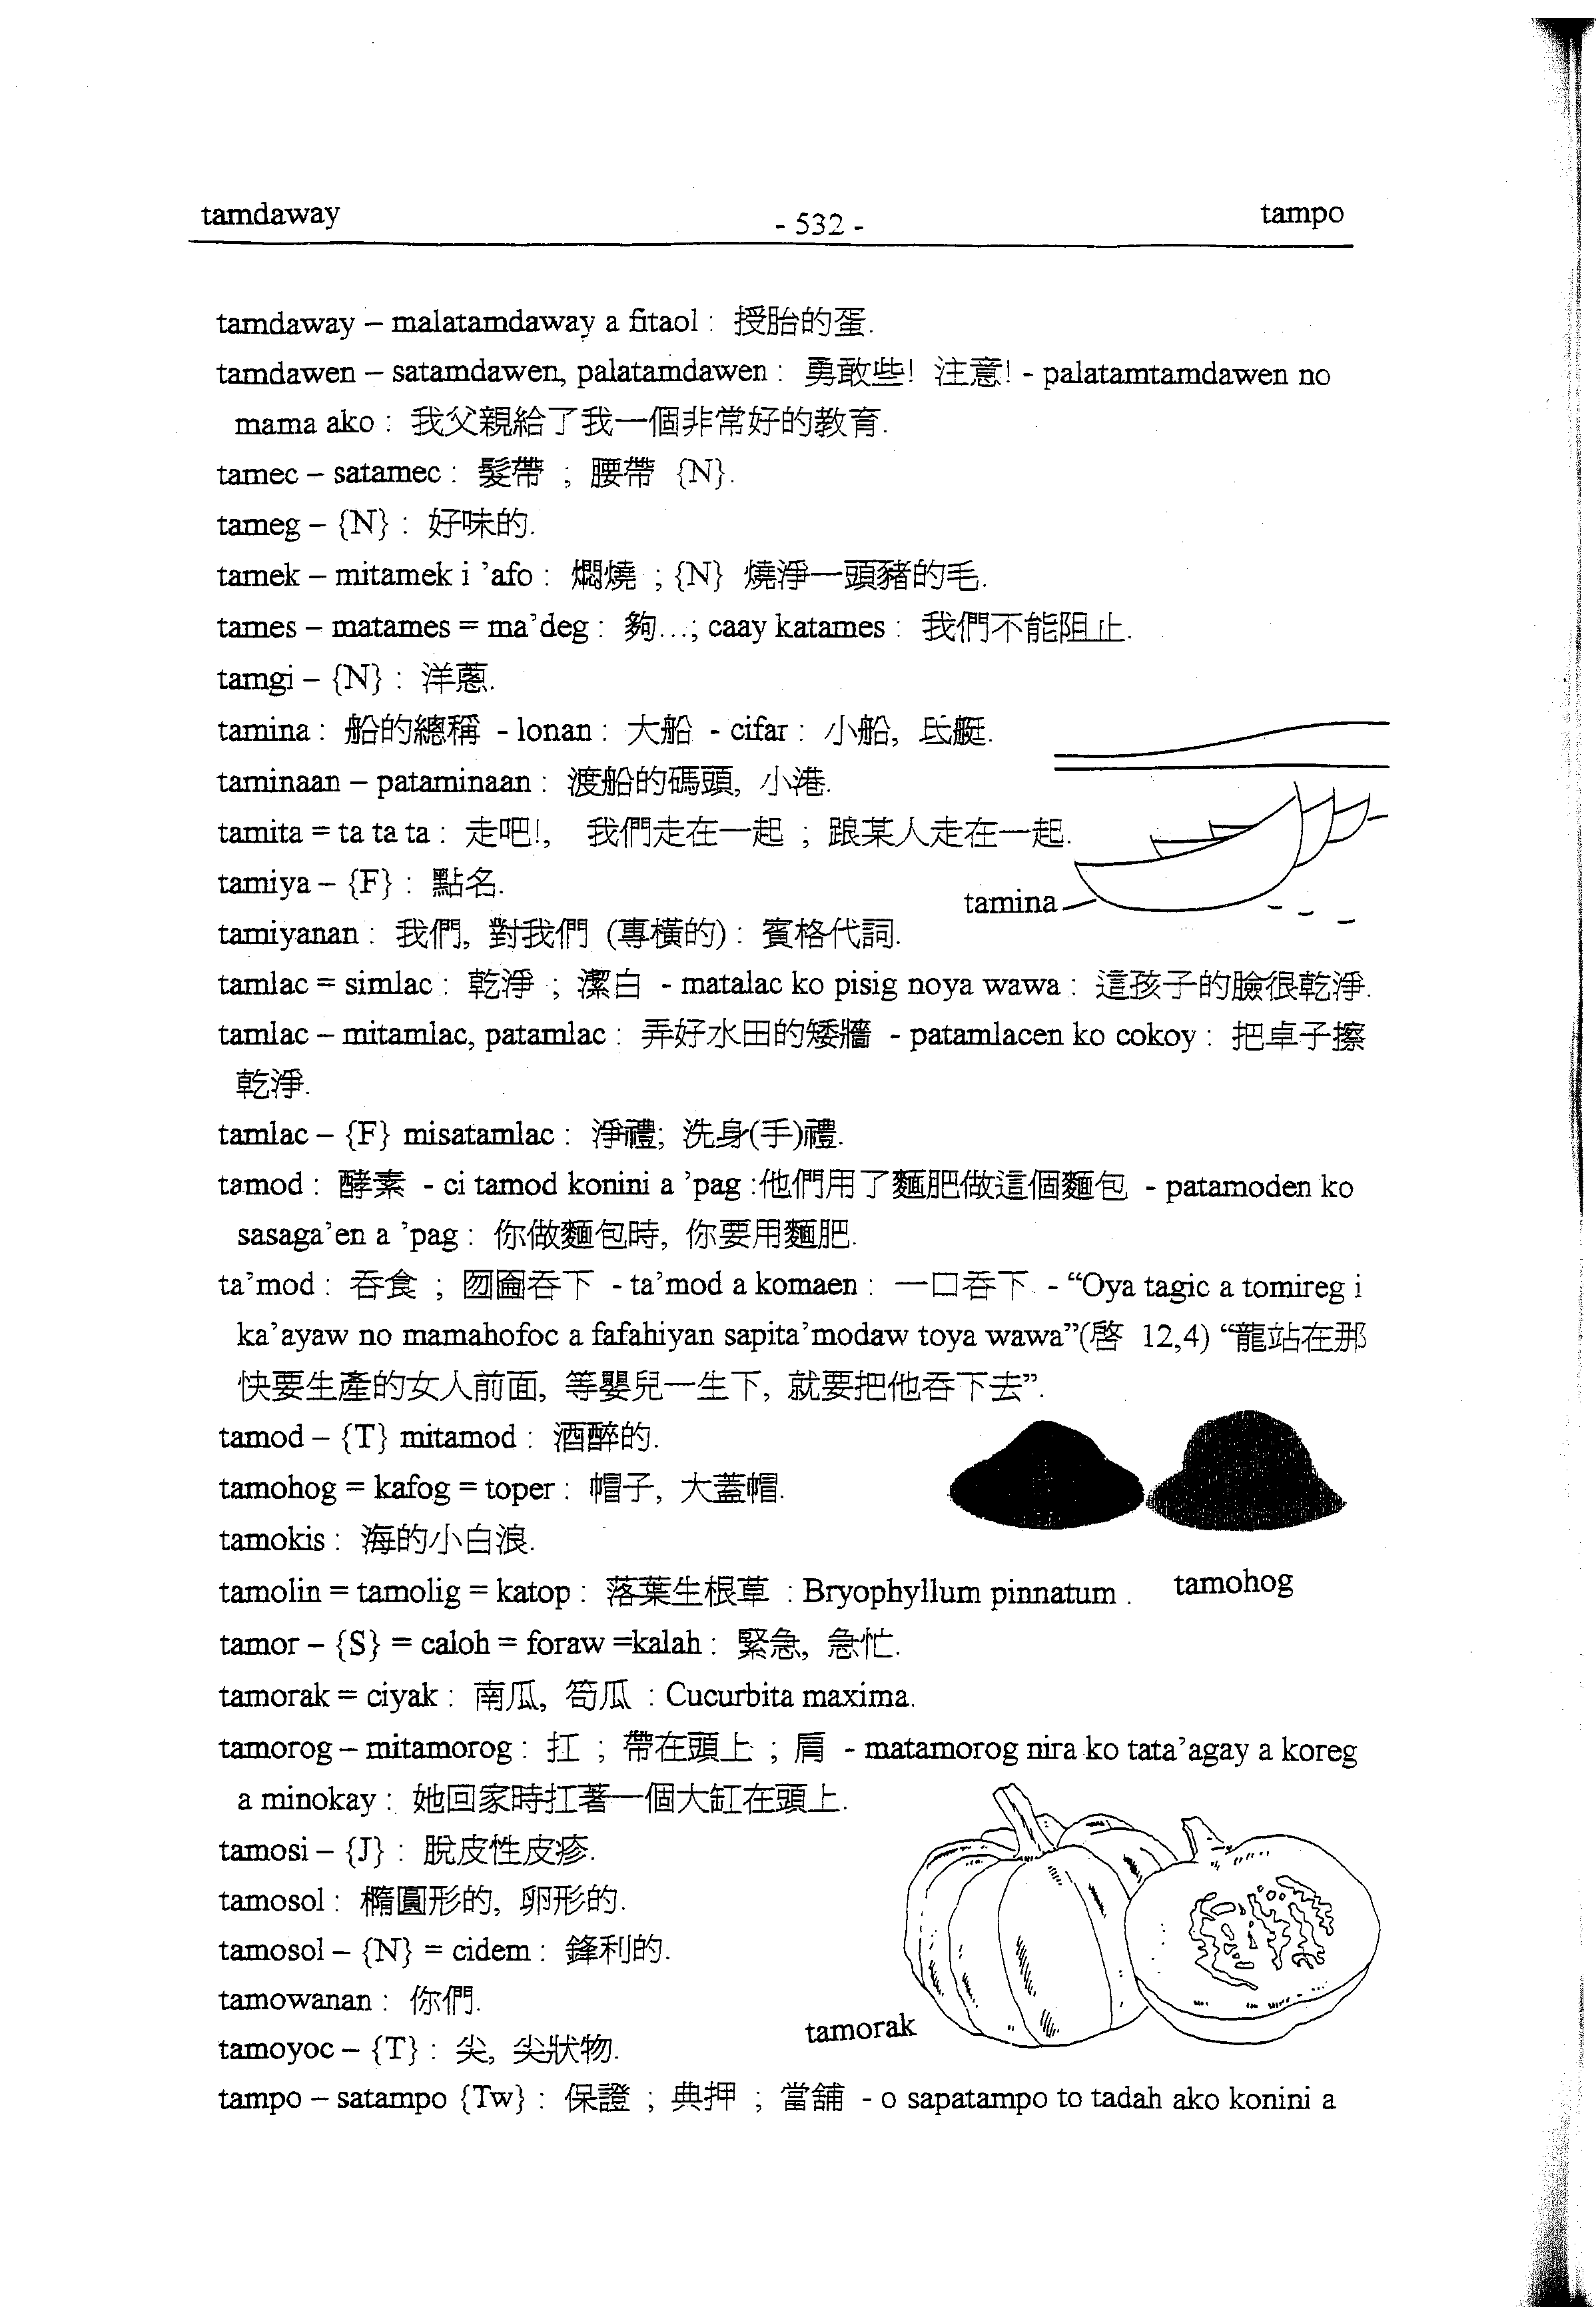 tamdaway - 532 - tampo
tamdaway – malatamdaway a fitaol : 授胎的蛋.
tamdawen – satamdawen, palatamdawen : 勇敢些! 注意! - palatamtamdawen no
mama ako : 我父親給了我一個非常好的教育.
tamec – satamec : 髮帶 ; 腰帶 {N}.
tameg – {N} : 好味的.
tamek – mitamek i ’afo : 燜燒 ; {N} 燒淨一頭豬的毛.
tames – matames = ma’deg : 夠...; caay katames : 我們不能阻止.
tamgi – {N} : 洋蔥.
tamina : 船的總稱 - lonan : 大船 - cifar : 小船, 氐艇.
taminaan – pataminaan : 渡船的碼頭, 小港.
tamita = ta ta ta : 走吧!, 我們走在一起 ; 踉某人走在一起.
tamiya – {F} : 點名.
tamina
tamiyanan : 我們, 對我們 (專橫的) : 賓格代詞.
tamlac = simlac : 乾淨 ; 潔白 - matalac ko pisig noya wawa : 這孩子的臉很乾淨.
tamlac – mitamlac, patamlac : 弄好水田的矮牆 - patamlacen ko cokoy : 把卓子擦
乾淨.
tamlac – {F} misatamlac : 淨禮; 洗身(手)禮.
tamod : 酵素 - ci tamod konini a ’pag :他們用了麵肥做這個麵包 - patamoden ko
sasaga’en a ’pag : 你做麵包時, 你要用麵肥.
ta’mod : 吞食 ; 囫圇吞下 - ta’mod a komaen : 一口吞下. - “Oya tagic a tomireg i
ka’ayaw no mamahofoc a fafahiyan sapita’modaw toya wawa”(啓 12,4) “龍站在那
快要生產的女人前面, 等嬰兒一生下, 就要把他吞下去”.
tamod – {T} mitamod : 酒醉的.
tamohog = kafog = toper : 帽子, 大蓋帽.
tamokis : 海的小白浪.
tamolin = tamolig = katop : 落葉生根草 : Bryophyllum pinnatum .
tamohog
tamor – {S} = caloh = foraw =kalah : 緊急, 急忙.
tamorak = ciyak : 南瓜, 筍瓜 : Cucurbita maxima.
tamorog – mitamorog : 扛 ; 帶在頭上 ; 肩 - matamorog nira ko tata’agay a koreg
a minokay : 她回家時扛著一個大缸在頭上.
tamosi – {J} : 脫皮性皮疹.
tamosol : 橢圓形的, 卵形的.
tamosol – {N} = cidem : 鋒利的.
tamowanan : 你們.
tamorak
tamoyoc – {T} : 尖, 尖狀物.
tampo – satampo {Tw} : 保證 ; 典押 ; 當舖 - o sapatampo to tadah ako konini a